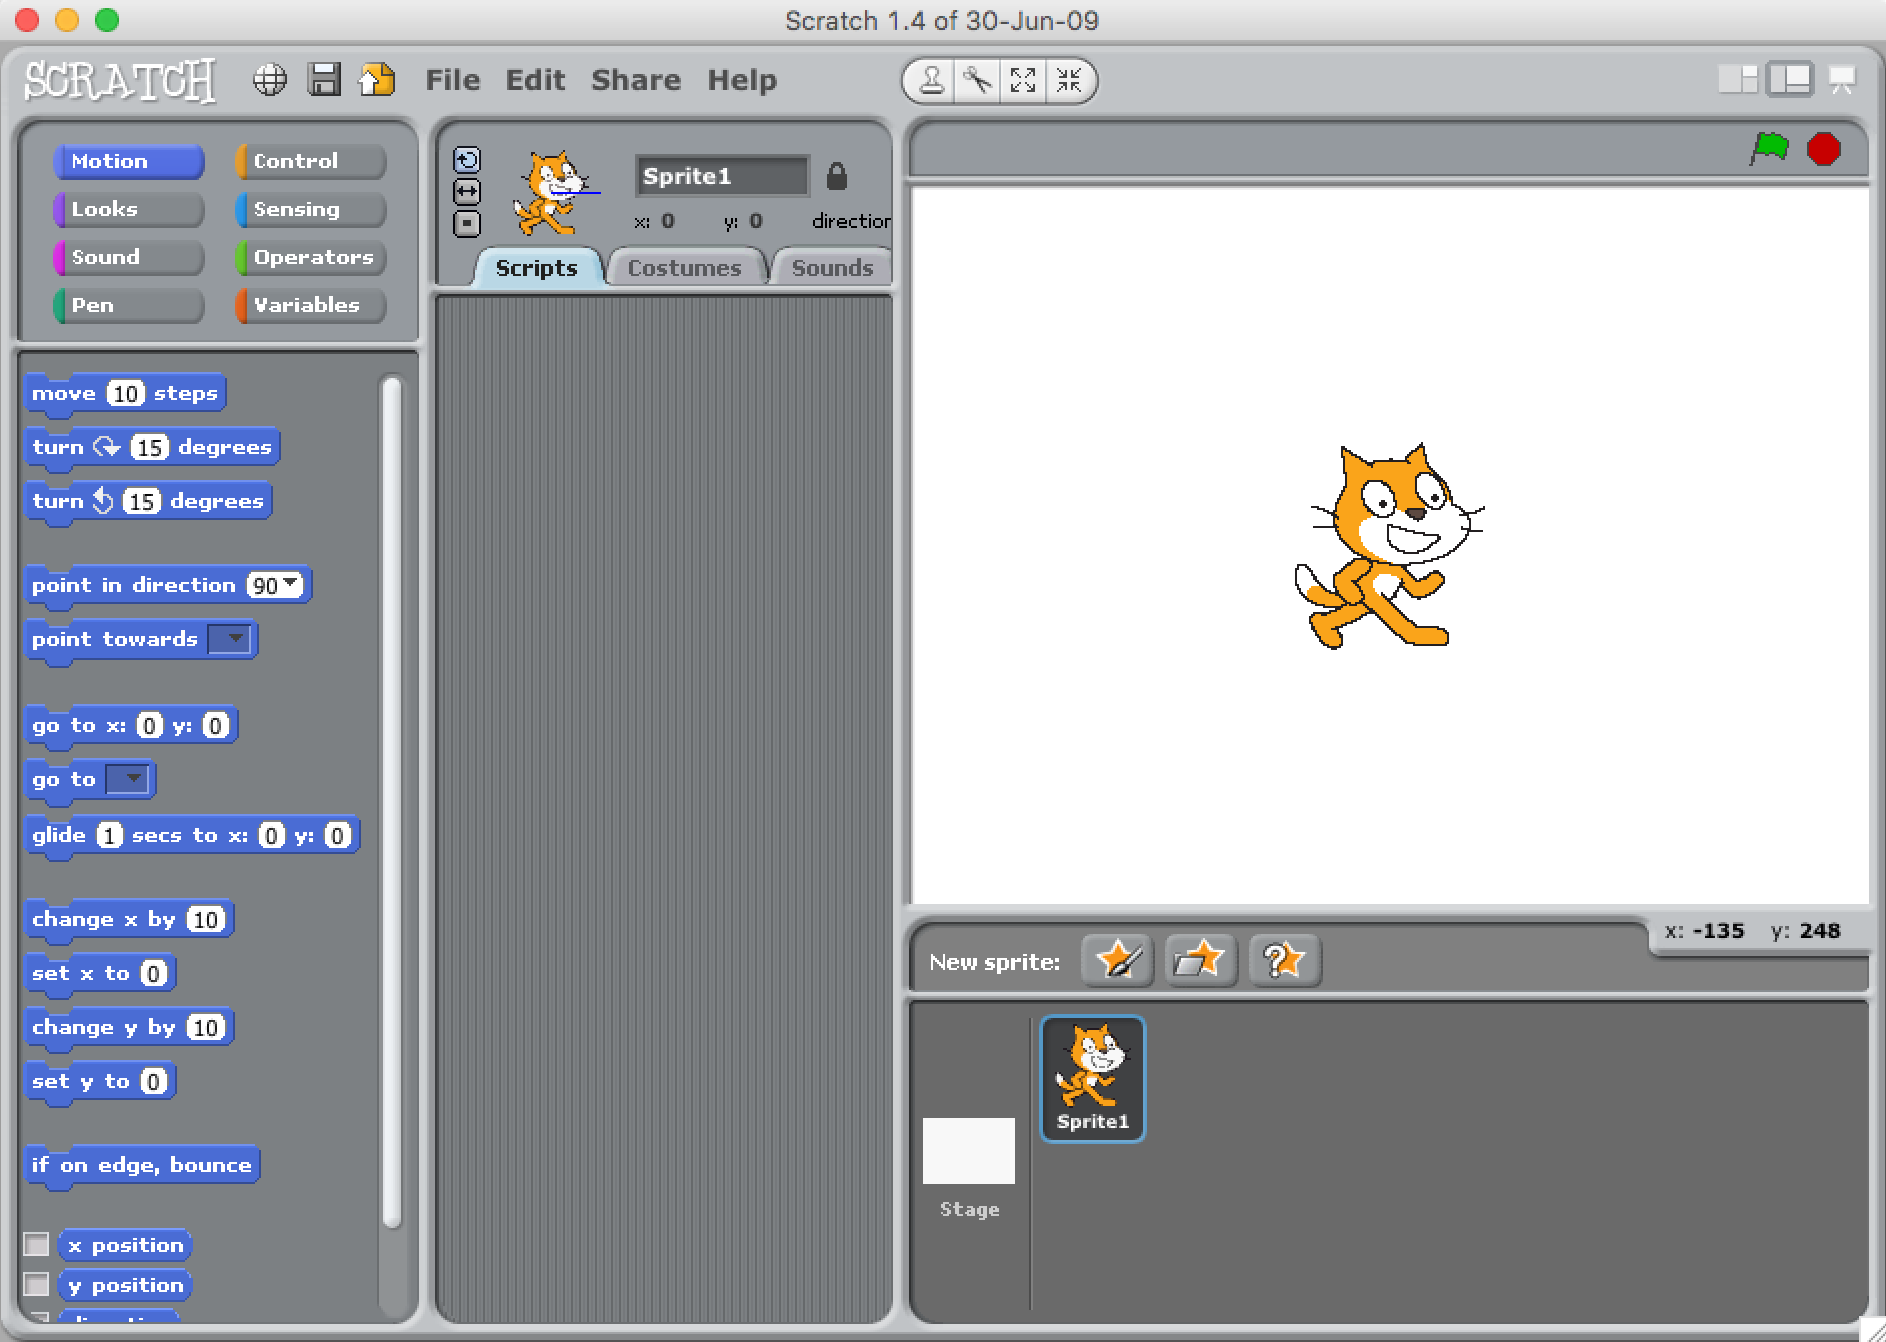 Scratch 1.4 of 30-Jun-09
SCRATCH File Edit Share Help
Motion Control
Looks Sensing
Sound Operators
Pen Variables
move 10 steps
turn 15 degrees
turn 15 degrees
point in direction 90
point towards
go to x: 0 y: 0
go to
glide 1 secs to x: 0 y: 0
change x by 10
set x to 0
change y by 10
set y to 0
if on edge, bounce
x position
y position
Sprite1
x: 0 y: 0 direction
Scripts Costumes Sounds
x: -135 y: 248
New sprite:
Sprite1
Stage